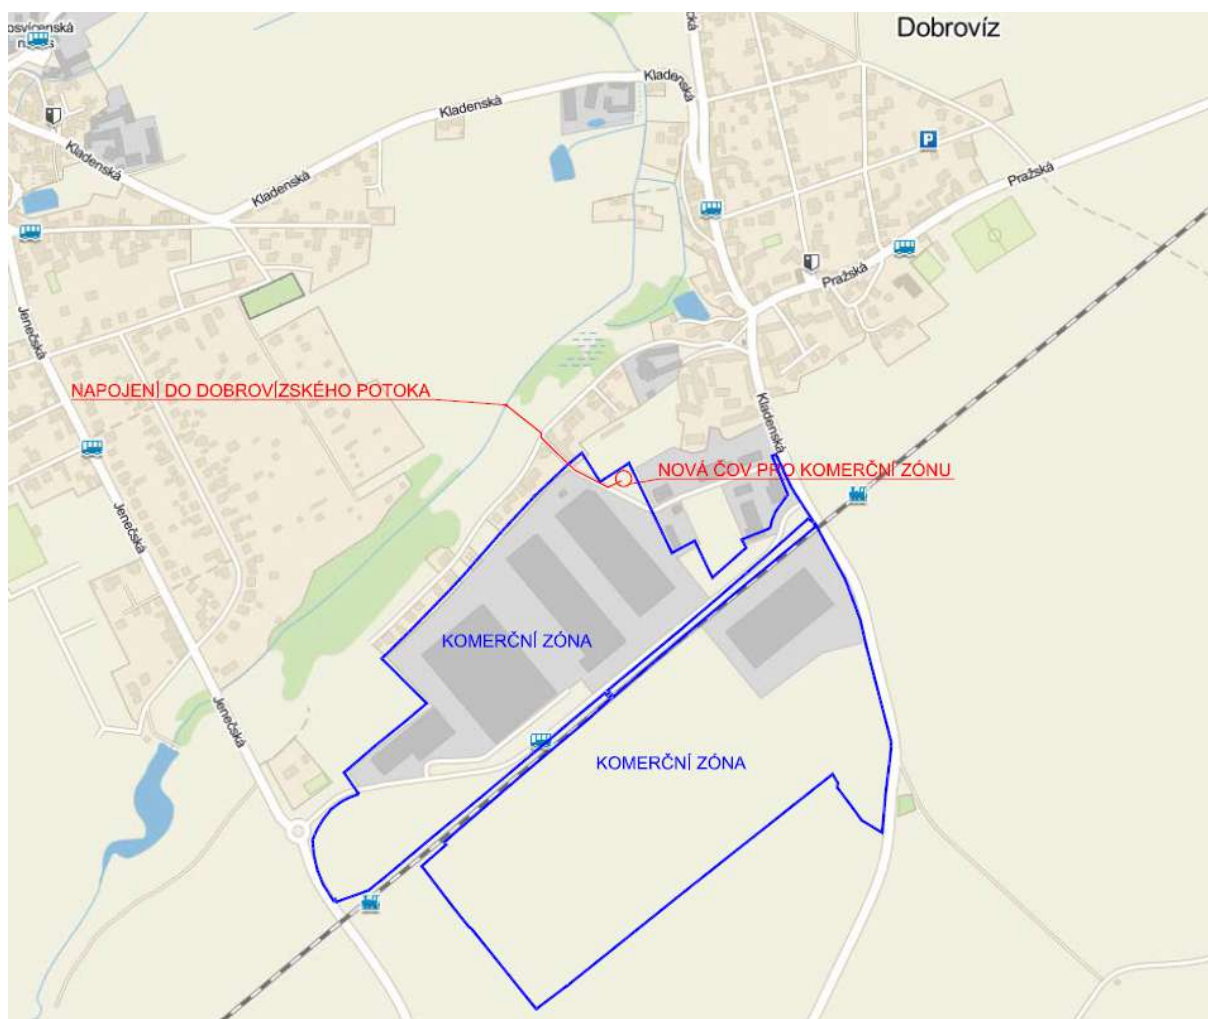 Dobrovíz
Kladenská
Kladenská
P
Kladenská
Pražská
Kladenská
Pražská
Jenečská
NAPOJENÍ DO DOBROVÍZSKÉHO POTOKA
Kladenská
NOVÁ ČOV PRO KOMERČNÍ ZÓNU
Jenečská
KOMERČNÍ ZÓNA
Jenečská
KOMERČNÍ ZÓNA